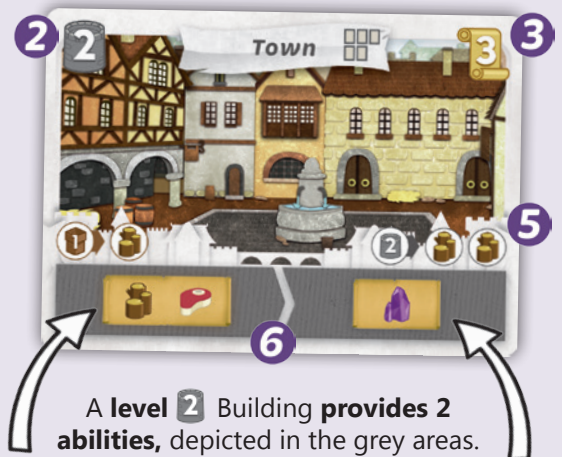 2
2
Town
3
3
1
2
5
6
A level 2 Building provides 2
abilities, depicted in the grey areas.